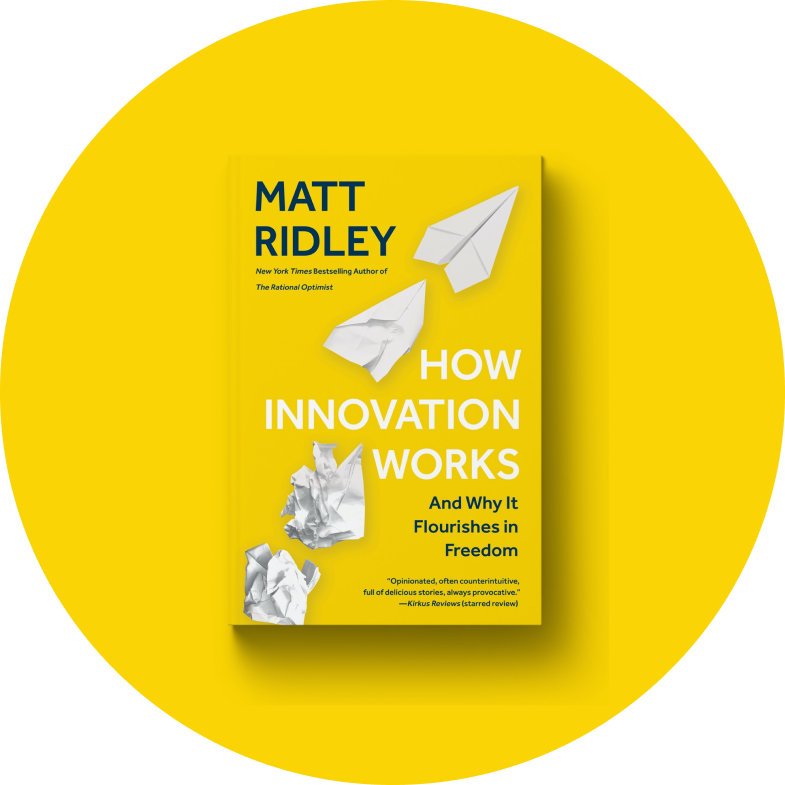 MATT
RIDLEY
New York Times Bestselling Author of
The Rational Optimist
HOW
INNOVATION
WORKS
And Why It
Flourishes in
Freedom
"Opinionated, often counterintuitive,
full of delicious stories, always provocative."
—Kirkus Reviews (starred review)